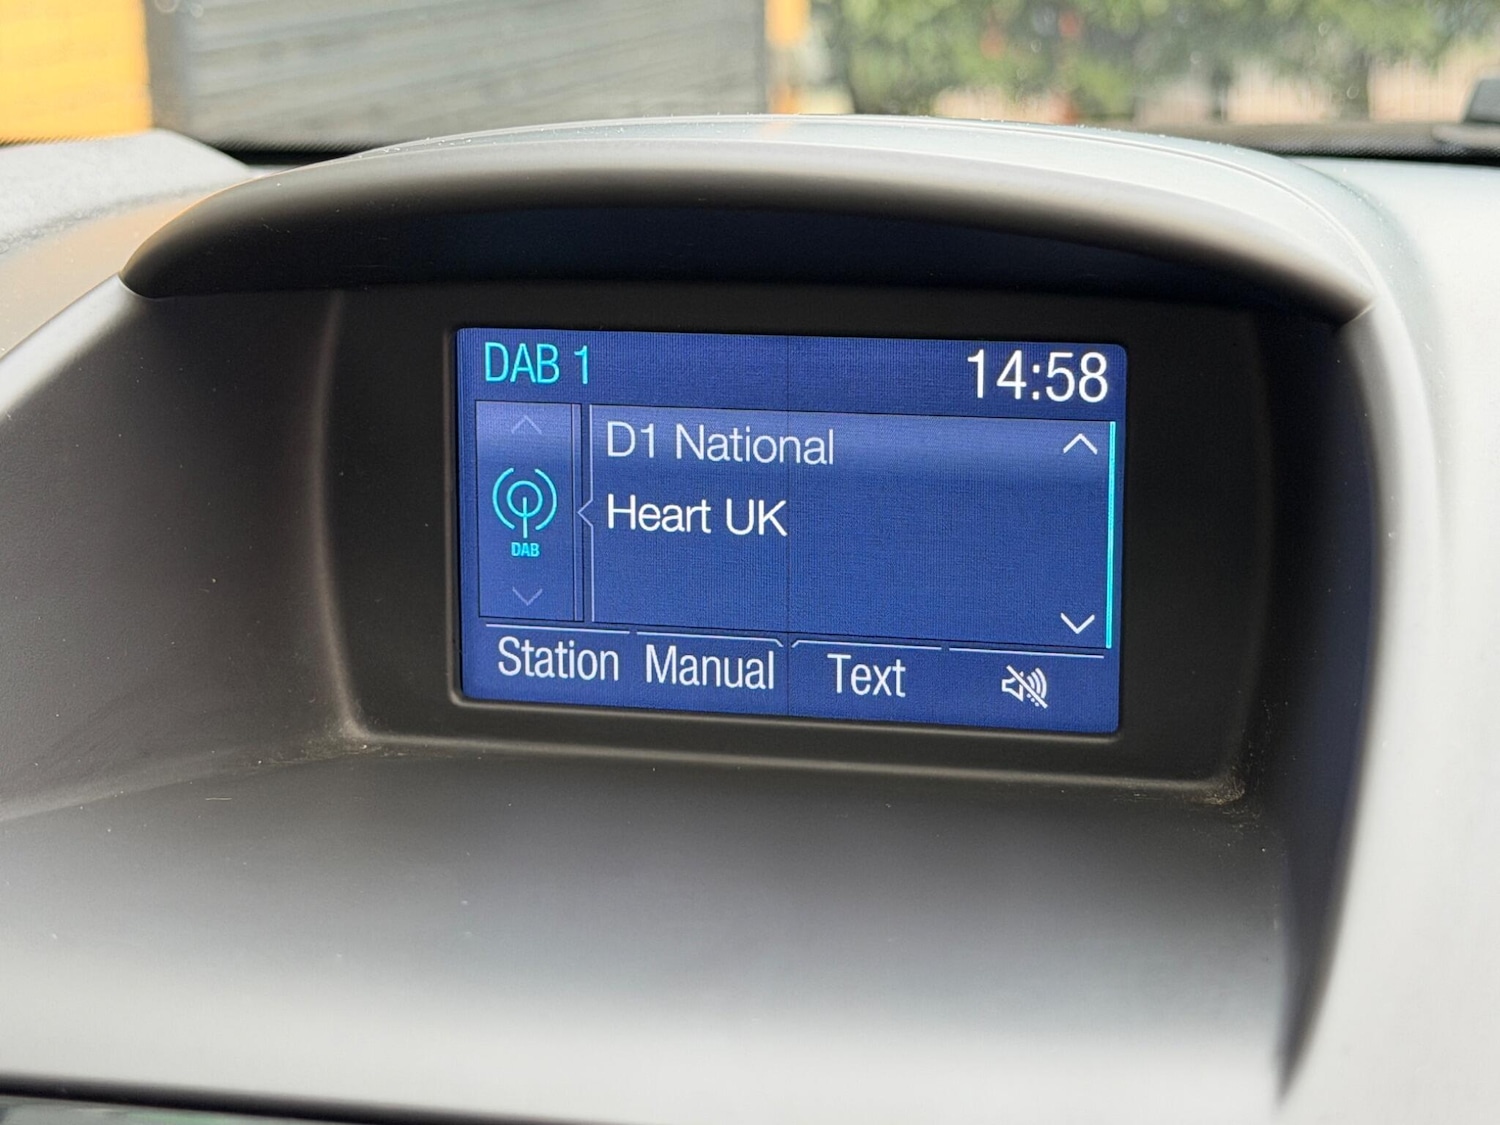 DAB 1 14:58
D1 National
Heart UK
DAB
Station Manual Text